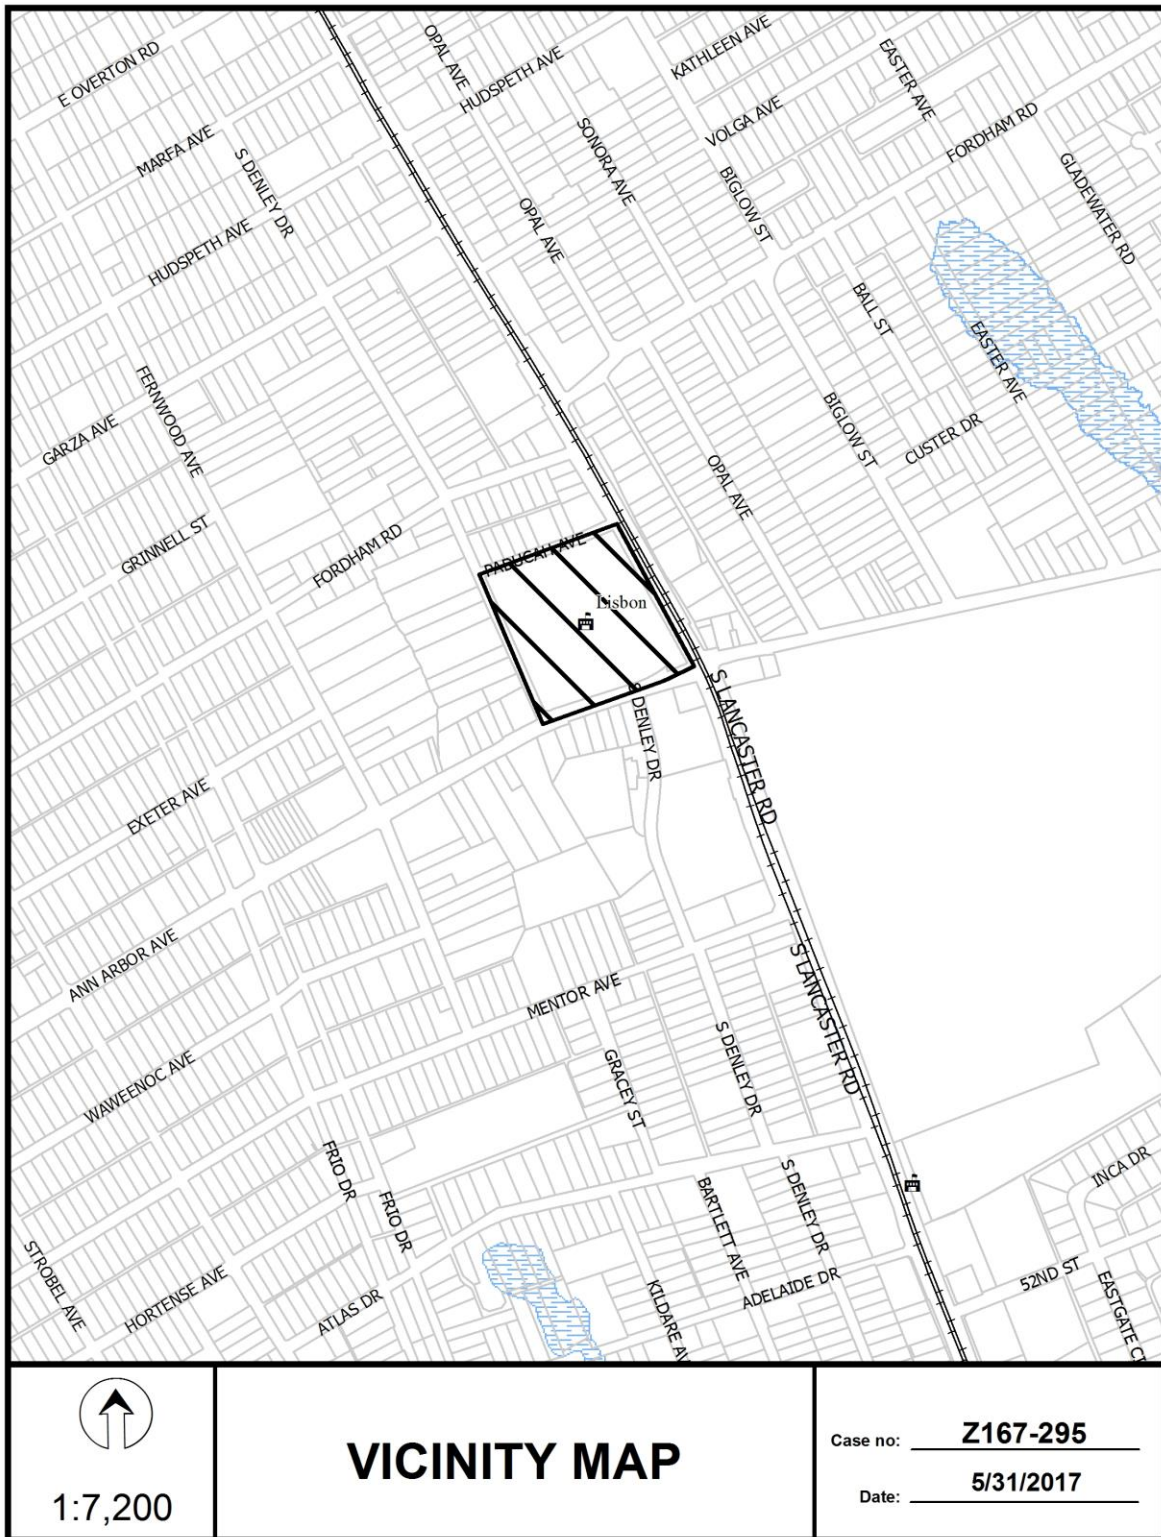 E OVERTON RD
OPAL AVE
HUDSPETH AVE
KATHLEEN AVE
EASTER AVE
MARFA AVE
S DENLEY DR
SONORA AVE
VOLGA AVE
FORDHAM RD
GLADEWATER RD
BIGLOW ST
HUDSPETH AVE
OPAL AVE
BALL ST
EASTER AVE
FERNWOOD AVE
GARZA AVE
BIGLOW ST
CUSTER DR
OPAL AVE
GRINNELL ST
FORDHAM RD
PADUCAH AVE
Lisbon
S DENLEY DR
S LANCASTER RD
EXETER AVE
ANN ARBOR AVE
S LANCASTER RD
MENTOR AVE
WAWEENOC AVE
GRACEY ST
S DENLEY DR
FRIO DR
FRIO DR
BARTLETT AVE
S DENLEY DR
INCA DR
STROBEL AVE
HORTENSE AVE
ATLAS DR
KILDARE AV
ADELAIDE DR
52ND ST
EASTGATE CI
1:7,200
VICINITY MAP
Case no: Z167-295
Date: 5/31/2017